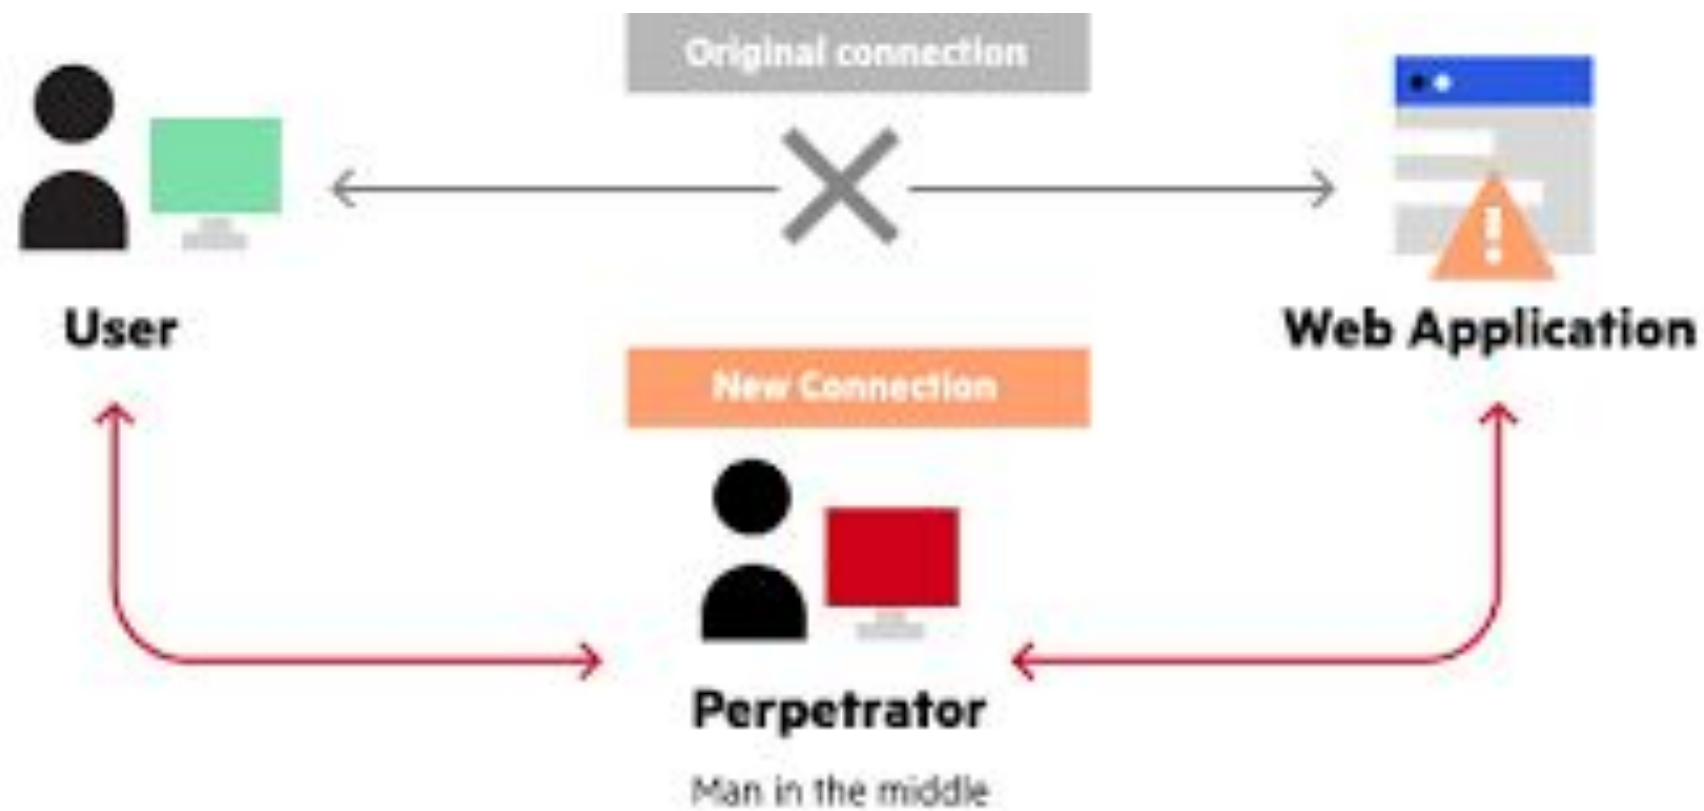 Original connection
User
Web Application
New Connection
Perpetrator
Man in the middle